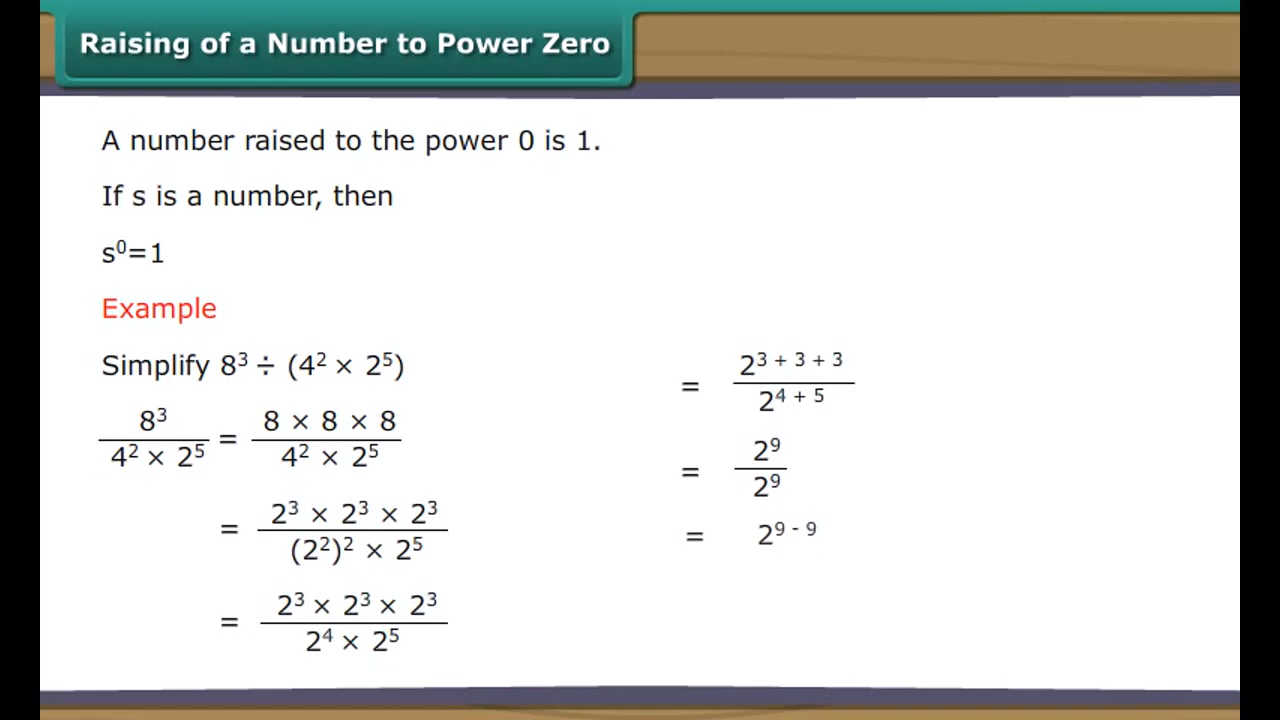 Raising of a Number to Power Zero
A number raised to the power 0 is 1.
If s is a number, then
s⁰=1
Example
Simplify 8³ ÷ (4² × 2⁵)
8³ / 4² × 2⁵ = 8 × 8 × 8 / 4² × 2⁵
= 2³ × 2³ × 2³ / (2²)² × 2⁵
= 2³ × 2³ × 2³ / 2⁴ × 2⁵
= 2³ ⁺ ³ ⁺ ³ / 2⁴ ⁺ ⁵
= 2⁹ / 2⁹
= 2⁹ ⁻ ⁹